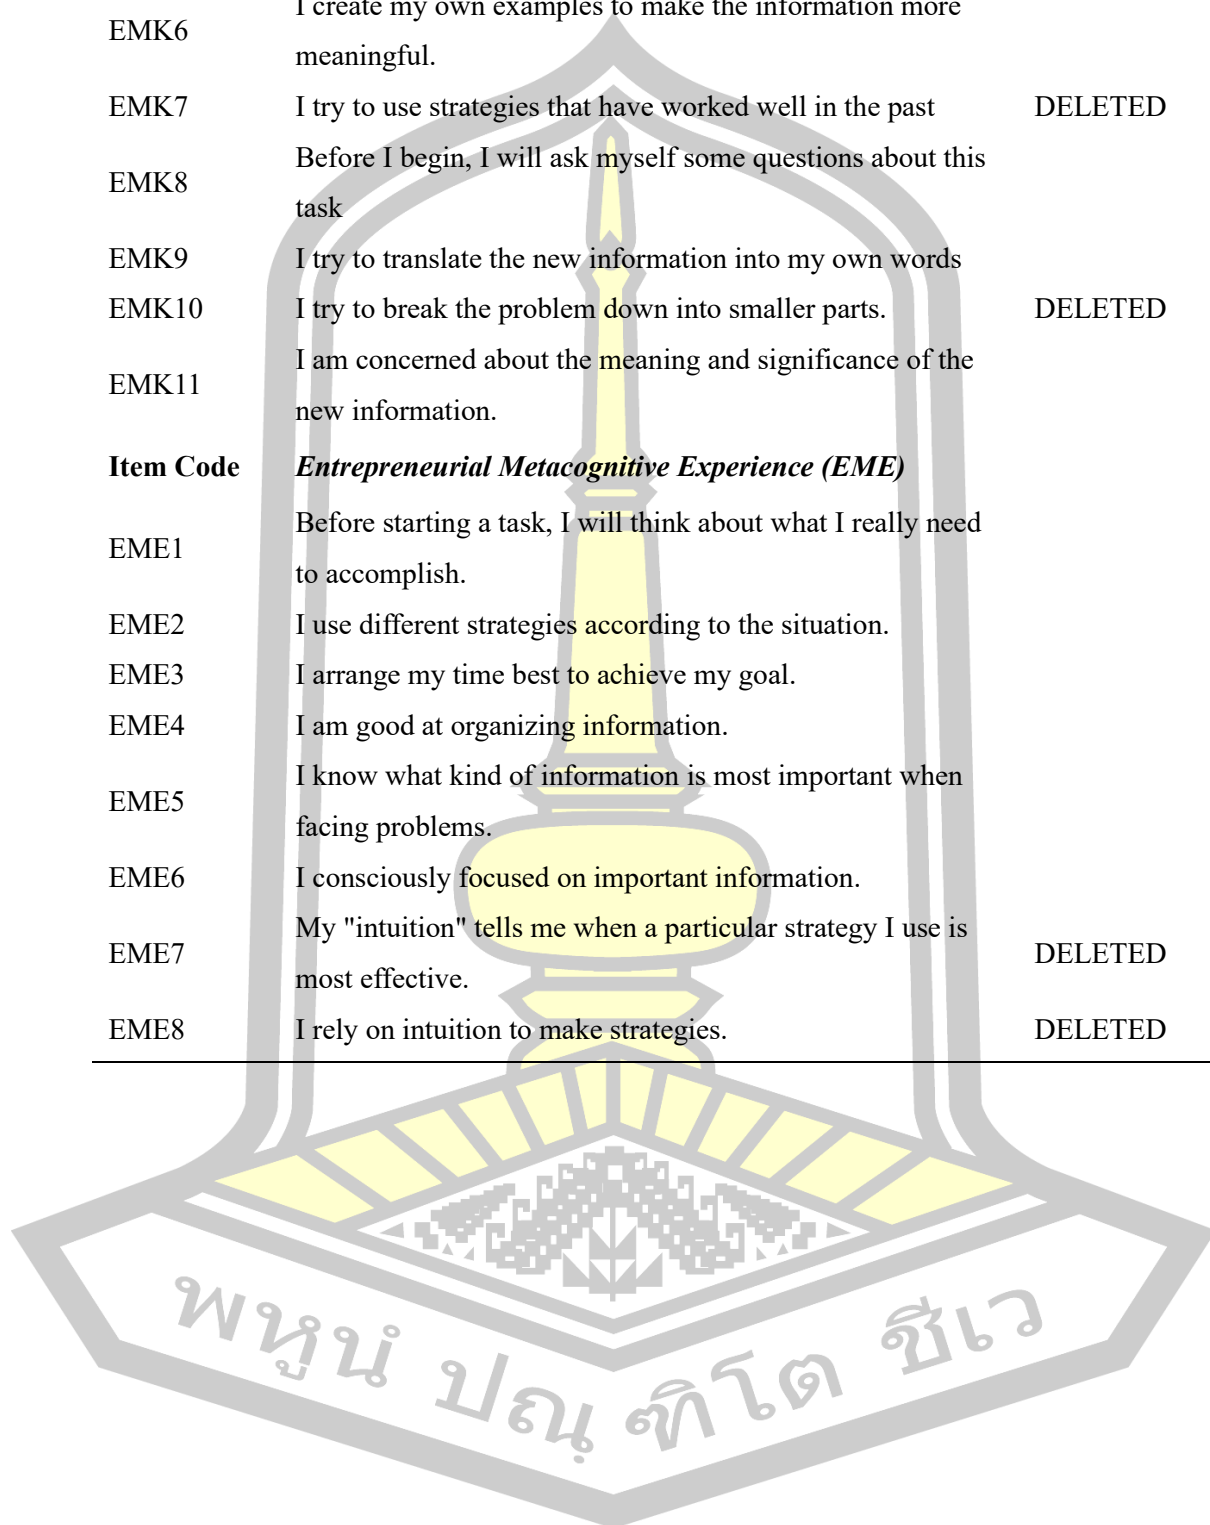 I create my own examples to make the information more
EMK6
meaningful.
EMK7 I try to use strategies that have worked well in the past DELETED
Before I begin, I will ask myself some questions about this
EMK8
task
EMK9 I try to translate the new information into my own words
EMK10 I try to break the problem down into smaller parts. DELETED
I am concerned about the meaning and significance of the
EMK11
new information.
Item Code Entrepreneurial Metacognitive Experience (EME)
Before starting a task, I will think about what I really need
EME1
to accomplish.
EME2 I use different strategies according to the situation.
EME3 I arrange my time best to achieve my goal.
EME4 I am good at organizing information.
I know what kind of information is most important when
EME5
facing problems.
EME6 I consciously focused on important information.
My "intuition" tells me when a particular strategy I use is
EME7 DELETED
most effective.
EME8 I rely on intuition to make strategies. DELETED
พหูนํ ปณฺฑิโต ชีเว